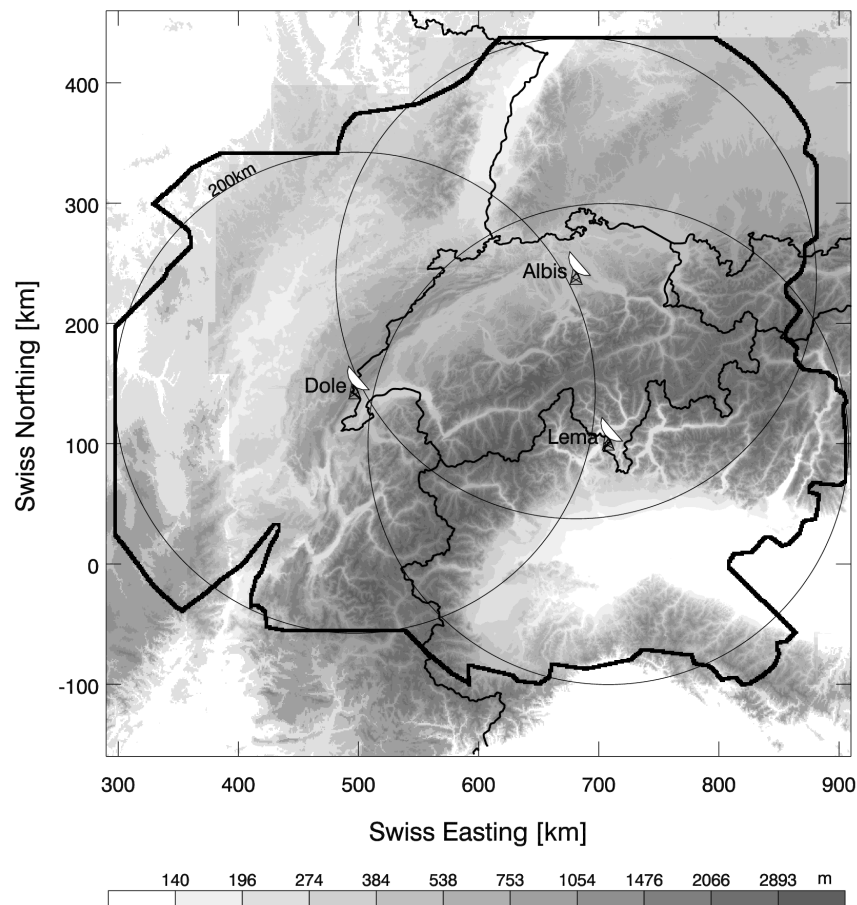 400
300
200
100
0
-100
Swiss Northing [km]
200km
Albis
Dole
Lema
300 400 500 600 700 800 900
Swiss Easting [km]
140 196 274 384 538 753 1054 1476 2066 2893 m